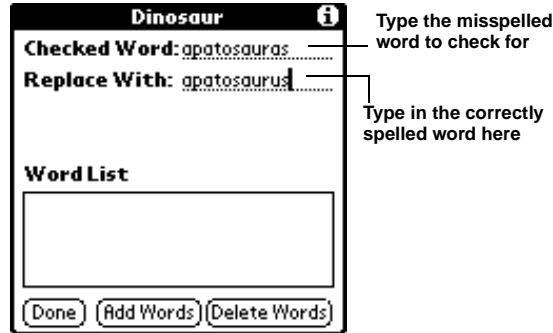 Dinosaur i
Checked Word: apatosauras
Replace With: apatosaurus
Word List
Done Add Words Delete Words
Type the misspelled
word to check for
Type in the correctly
spelled word here